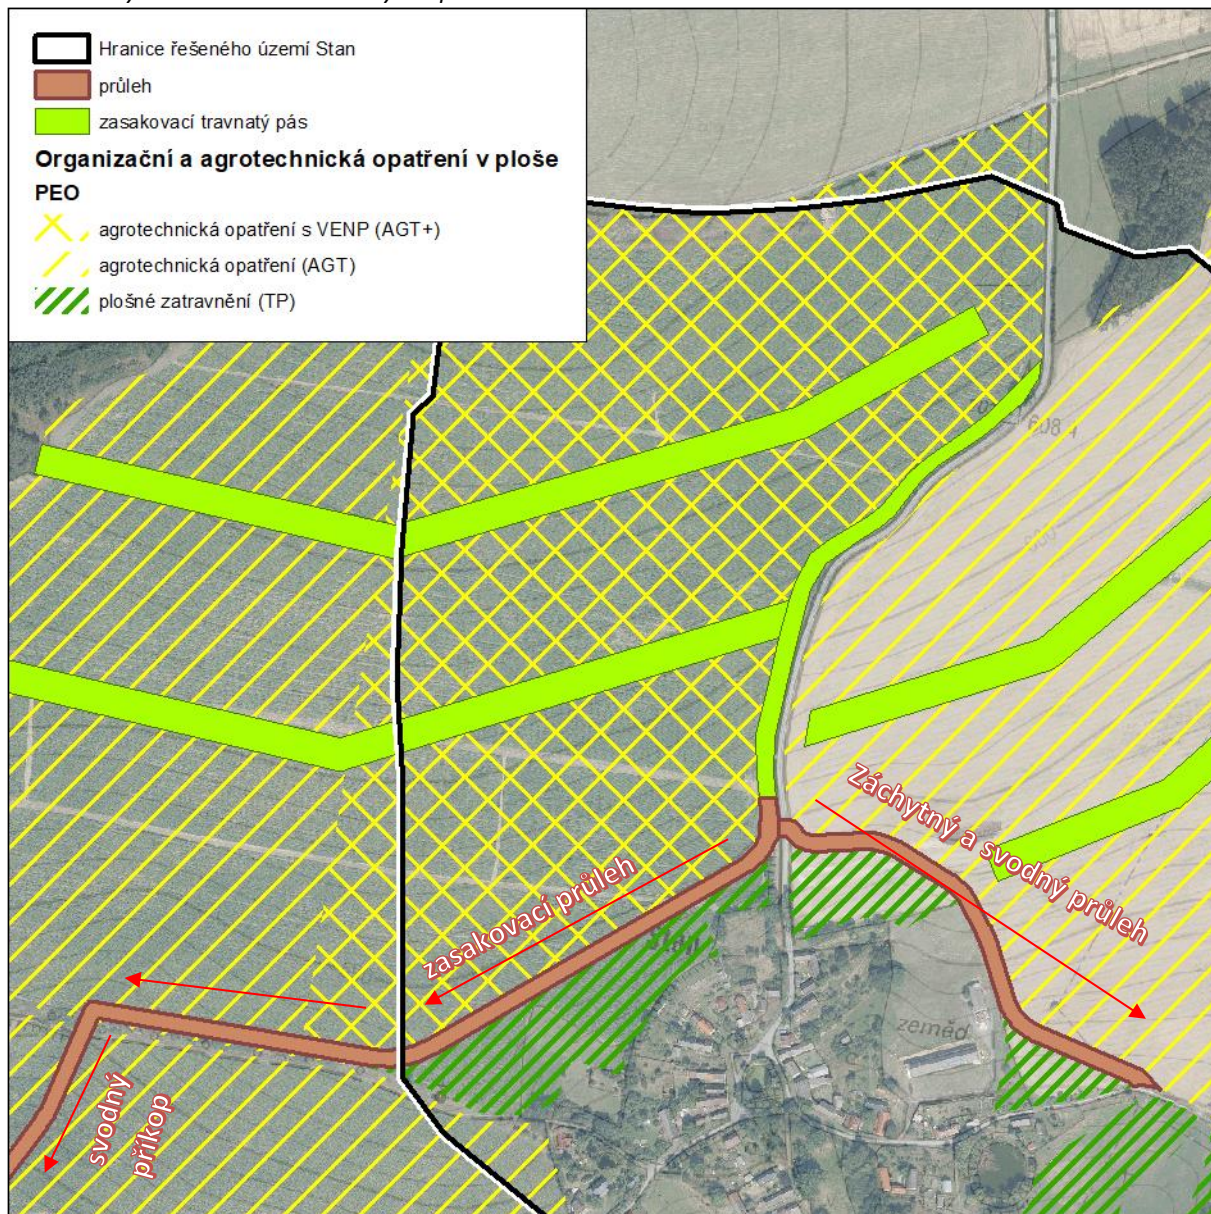 Hranice řešeného území Stan
průleh
zasakovací travnatý pás
Organizační a agrotechnická opatření v ploše
PEO
agrotechnická opatření s VENP (AGT+)
agrotechnická opatření (AGT)
plošné zatravnění (TP)
Záchytný a svodný průleh
zasakovací průleh
Stan
zeměd
svodný
příkop